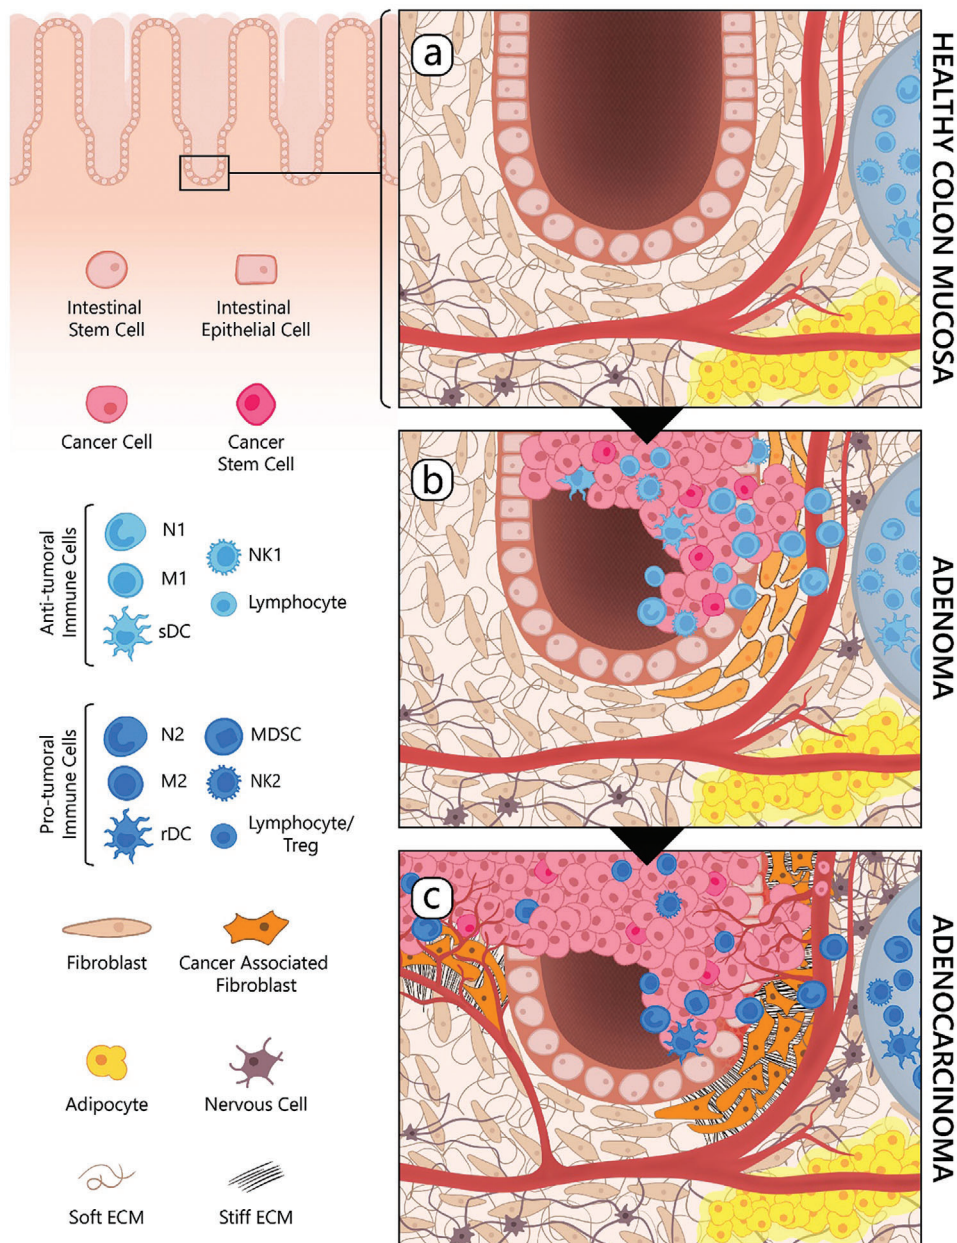 a
HEALTHY COLON MUCOSA
Intestinal
Stem Cell
Intestinal
Epithelial Cell
Cancer Cell
Cancer
Stem Cell
b
ADENOMA
Anti-tumoral
Immune Cells
N1
M1
sDC
NK1
Lymphocyte
Pro-tumoral
Immune Cells
N2
M2
rDC
MDSC
NK2
Lymphocyte/
Treg
c
ADENOCARCINOMA
Fibroblast
Cancer Associated
Fibroblast
Adipocyte
Nervous Cell
Soft ECM
Stiff ECM